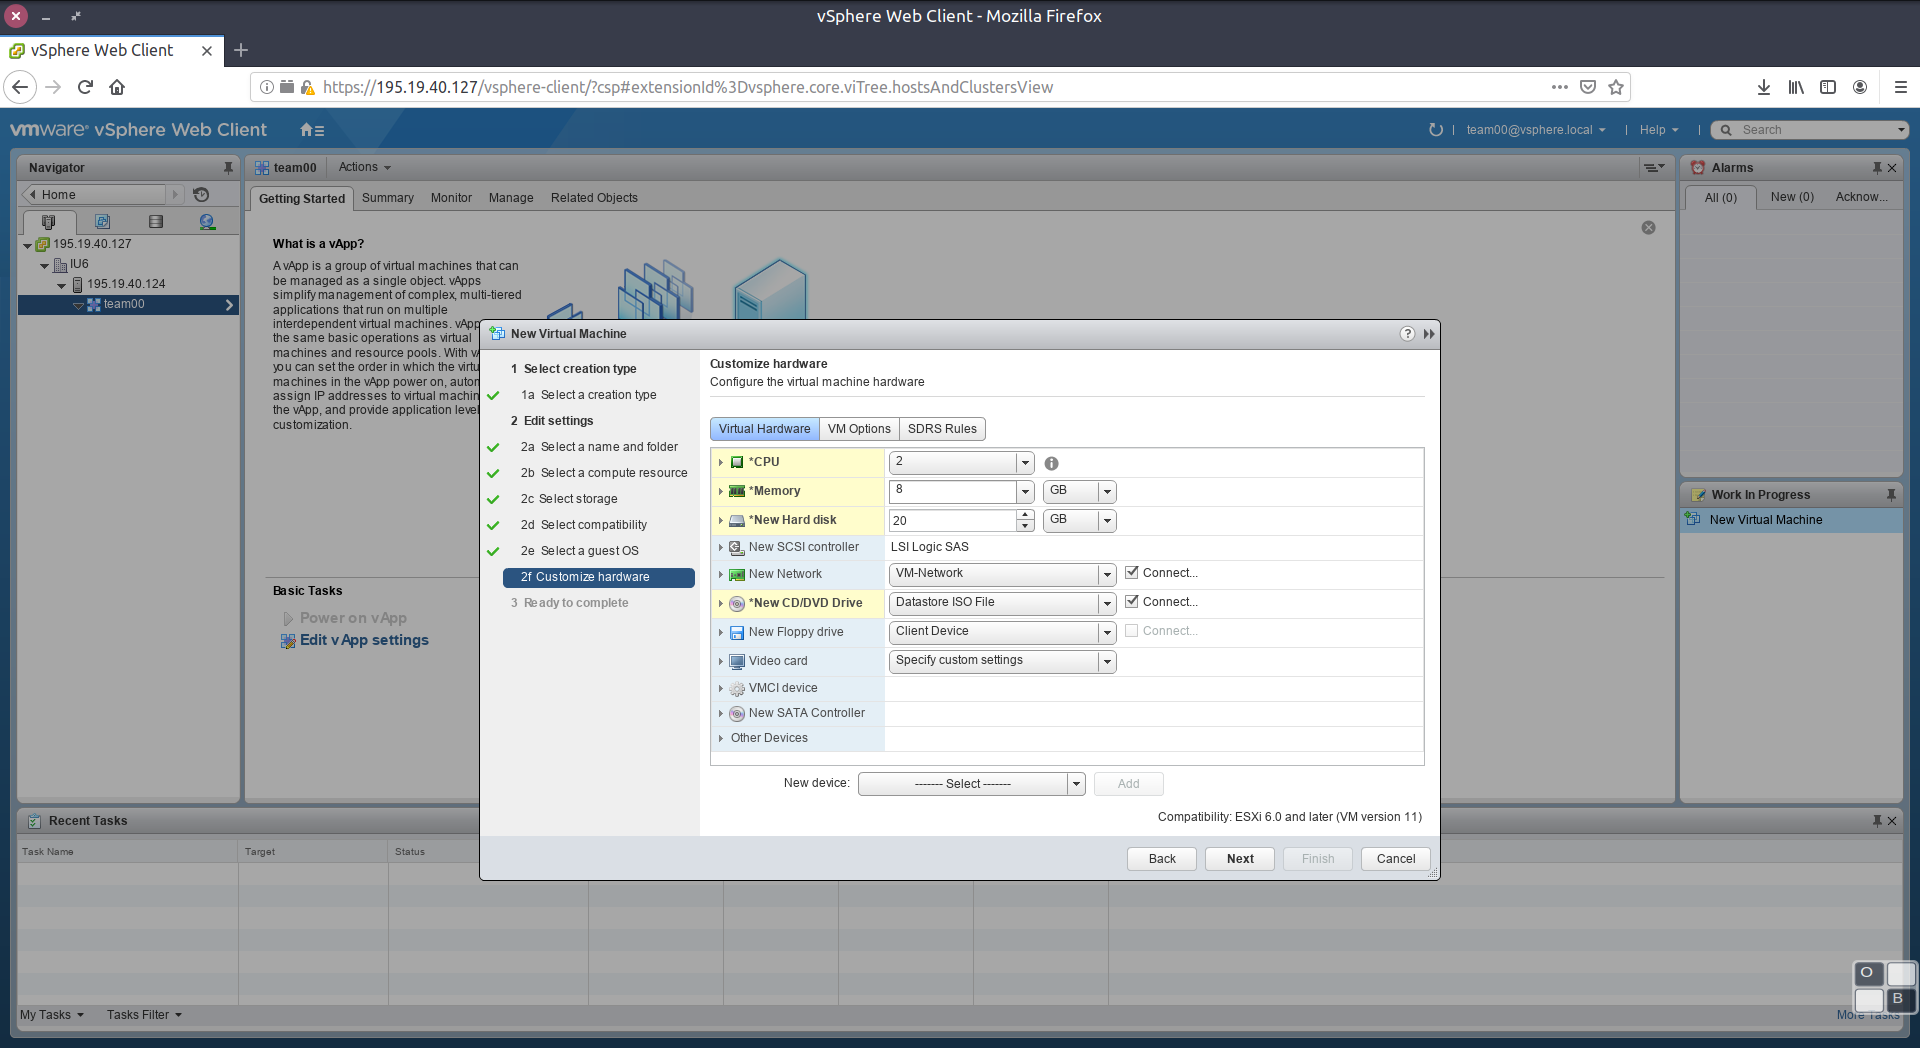 vSphere Web Client - Mozilla Firefox
vSphere Web Client
https://195.19.40.127/vsphere-client/?csp#extensionId%3Dvsphere.core.viTree.hostsAndClustersView
vmware® vSphere Web Client
team00@vsphere.local
Help
Search
Navigator
Home
195.19.40.127
IU6
195.19.40.124
team00
team00
Actions
Getting Started
Summary
Monitor
Manage
Related Objects
What is a vApp?
A vApp is a group of virtual machines that can
be managed as a single object. vApps
simplify management of complex, multi-tiered
applications that run on multiple
interdependent virtual machines. vApp
the same basic operations as virtual
machines and resource pools. With v
you can set the order in which the virtu
machines in the vApp power on, auton
assign IP addresses to virtual machin
the vApp, and provide application level
customization.
Basic Tasks
Power on vApp
Edit vApp settings
New Virtual Machine
1 Select creation type
1a Select a creation type
2 Edit settings
2a Select a name and folder
2b Select a compute resource
2c Select storage
2d Select compatibility
2e Select a guest OS
2f Customize hardware
3 Ready to complete
Customize hardware
Configure the virtual machine hardware
Virtual Hardware
VM Options
SDRS Rules
*CPU 2
*Memory 8 GB
*New Hard disk 20 GB
New SCSI controller LSI Logic SAS
New Network VM-Network Connect...
*New CD/DVD Drive Datastore ISO File Connect...
New Floppy drive Client Device Connect...
Video card Specify custom settings
VMCI device
New SATA Controller
Other Devices
New device: ------- Select ------- Add
Compatibility: ESXi 6.0 and later (VM version 11)
Back
Next
Finish
Cancel
Alarms
All (0)
New (0)
Acknow...
Work In Progress
New Virtual Machine
Recent Tasks
Task Name
Target
Status
My Tasks
Tasks Filter
More Tasks
O
B